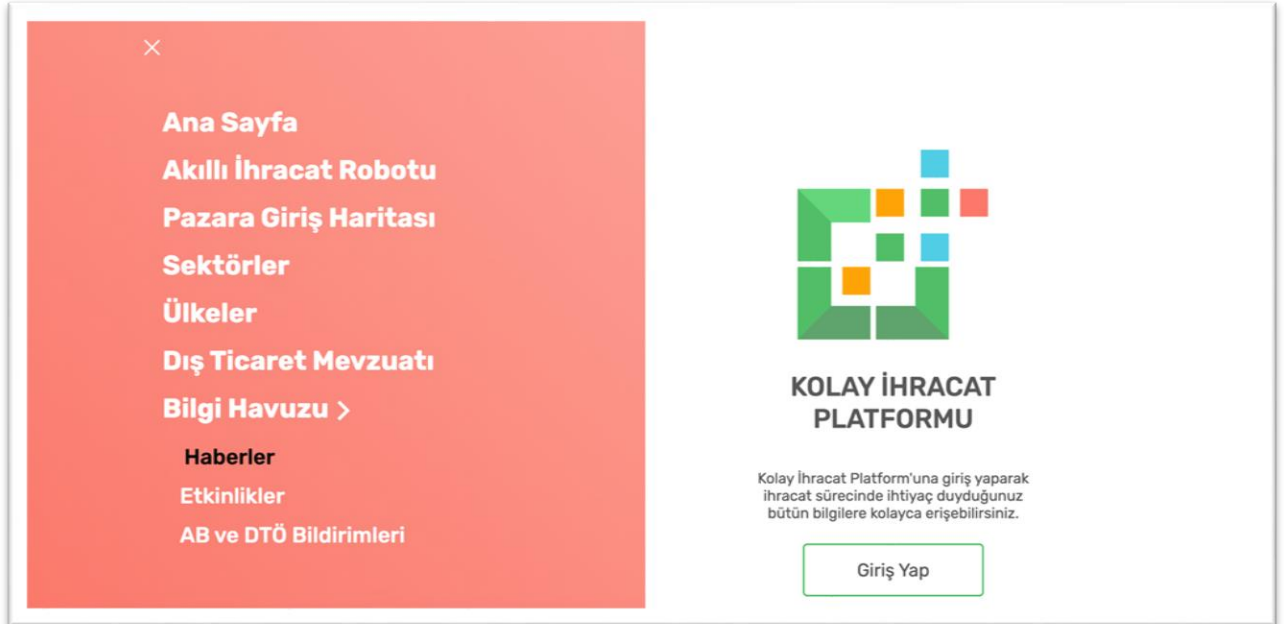 Ana Sayfa
Akıllı İhracat Robotu
Pazara Giriş Haritası
Sektörler
Ülkeler
Dış Ticaret Mevzuatı
Bilgi Havuzu >
Haberler
Etkinlikler
AB ve DTÖ Bildirimleri
KOLAY İHRACAT
PLATFORMU
Kolay İhracat Platform'una giriş yaparak
ihracat sürecinde ihtiyaç duyduğunuz
bütün bilgilere kolayca erişebilirsiniz.
Giriş Yap